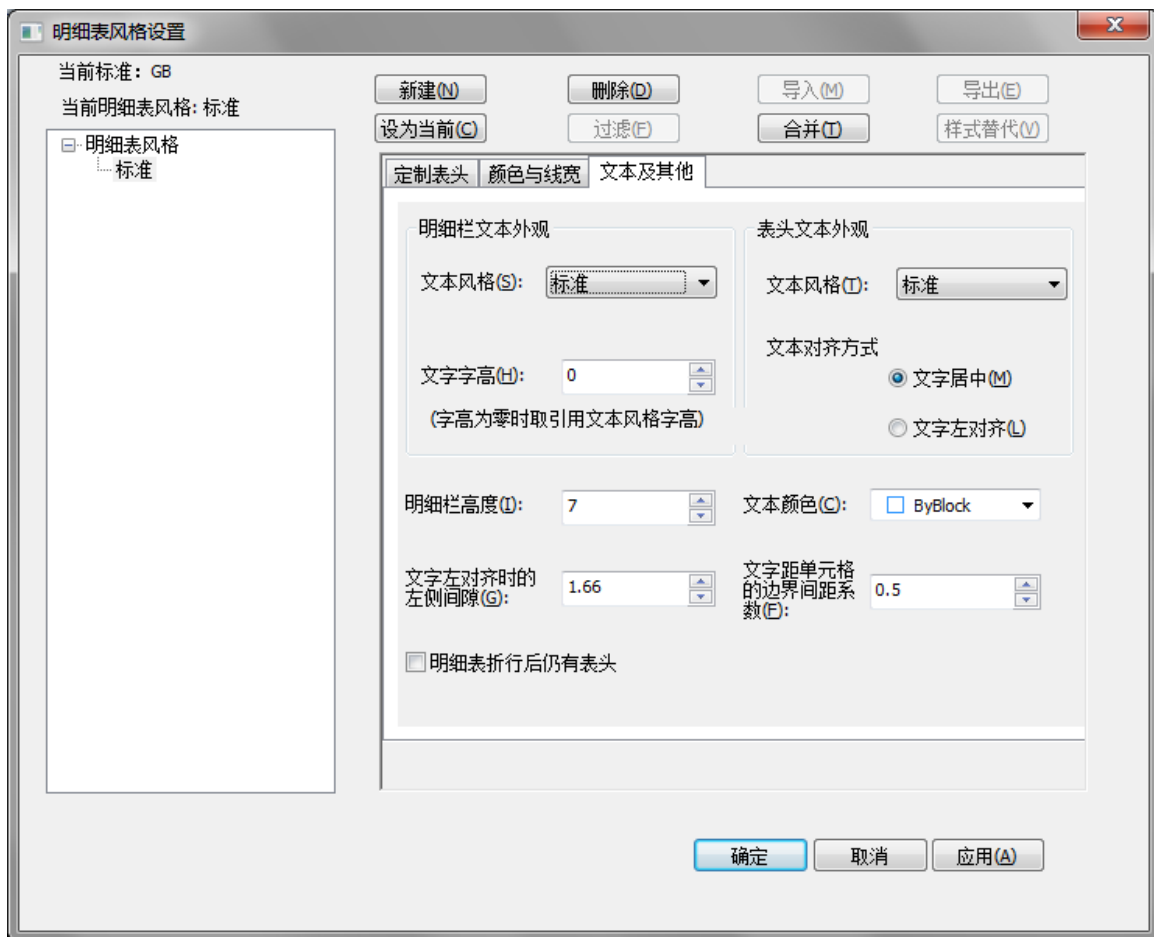 明细表风格设置
当前标准: GB
当前明细表风格: 标准
新建(N)
删除(D)
导入(M)
导出(E)
设为当前(C)
过滤(F)
合并(T)
样式替代(V)
明细表风格
标准
定制表头
颜色与线宽
文本及其他
明细栏文本外观
文本风格(S):
标准
文字字高(H):
0
(字高为零时取引用文本风格字高)
表头文本外观
文本风格(T):
标准
文本对齐方式
文字居中(M)
文字左对齐(L)
明细栏高度(I):
7
文本颜色(C):
ByBlock
文字左对齐时的
左侧间隙(G):
1.66
文字距单元格
的边界间距系
数(F):
0.5
明细表折行后仍有表头
确定
取消
应用(A)